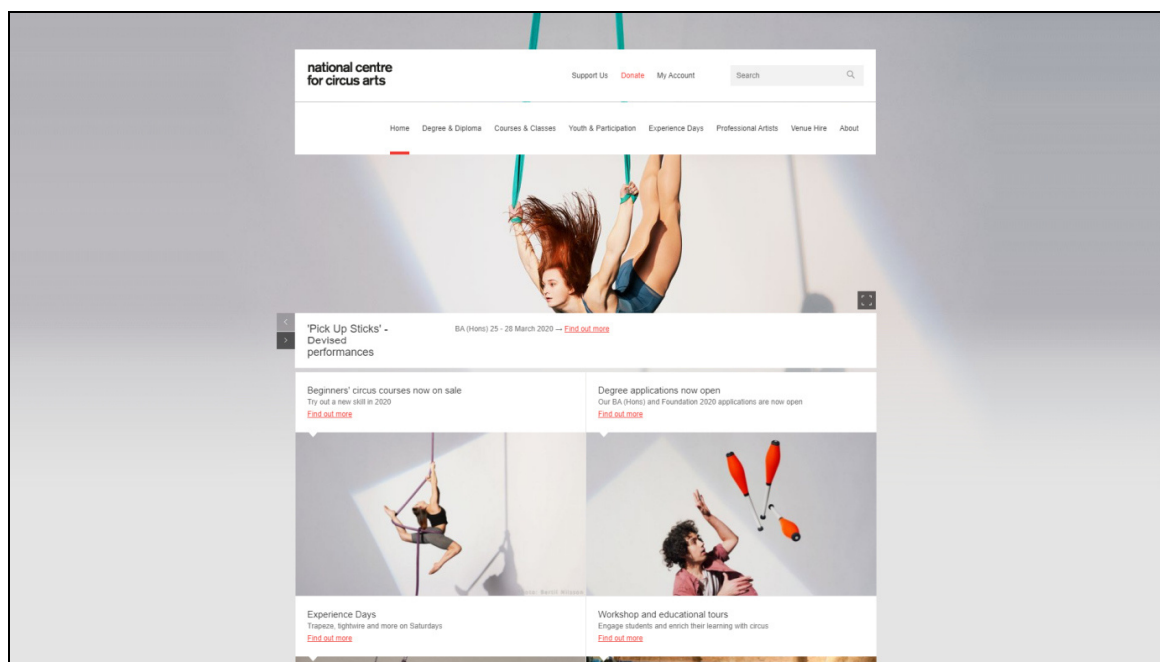 national centre
for circus arts
Support Us Donate My Account Search
Home Degree & Diploma Courses & Classes Youth & Participation Experience Days Professional Artists Venue Hire About
'Pick Up Sticks' -
Devised
performances
BA (Hons) 25 - 28 March 2020 → Find out more
Beginners' circus courses now on sale
Try out a new skill in 2020
Find out more
Degree applications now open
Our BA (Hons) and Foundation 2020 applications are now open
Find out more
Experience Days
Trapeze, tightwire and more on Saturdays
Find out more
Workshop and educational tours
Engage students and enrich their learning with circus
Find out more